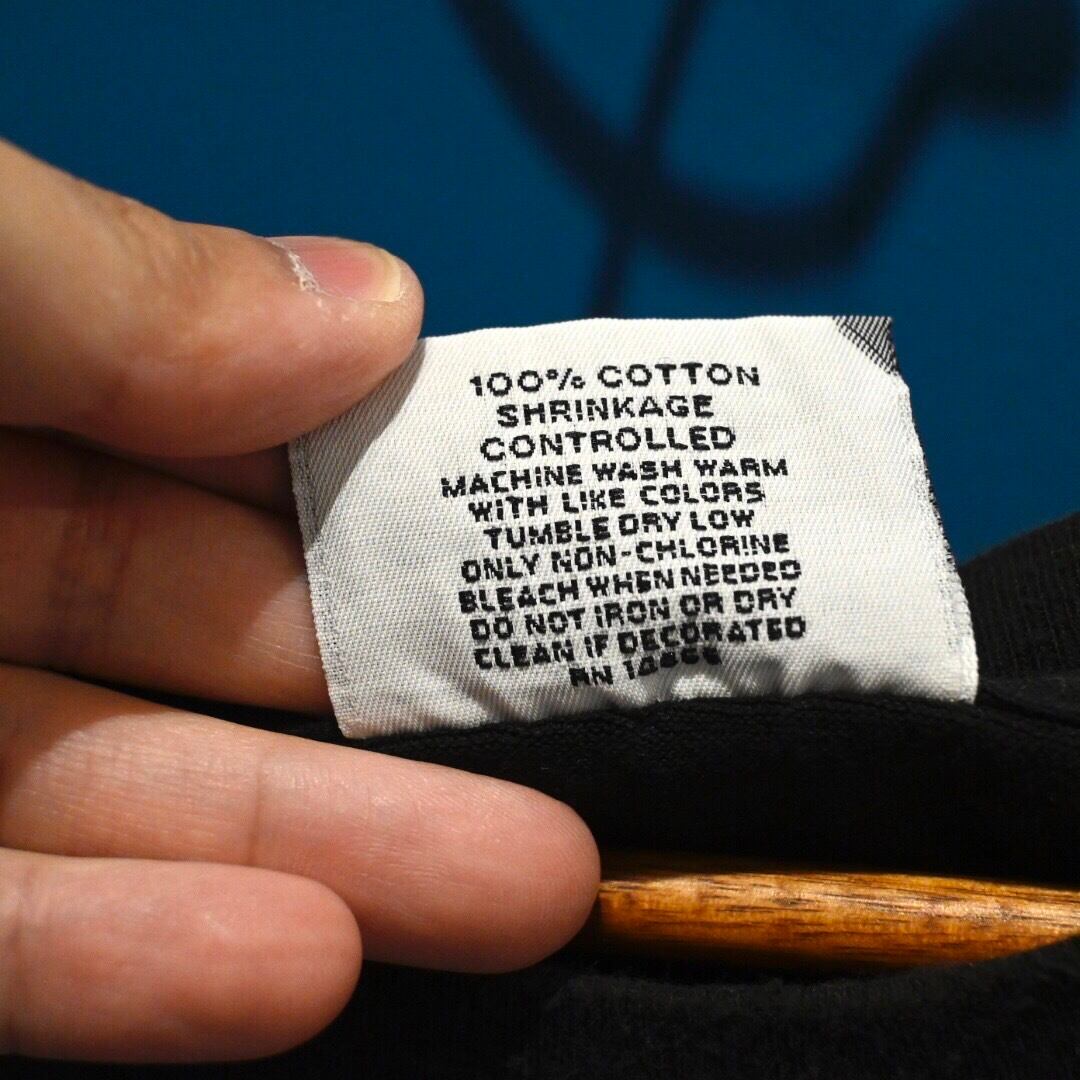 100% COTTON
SHRINKAGE
CONTROLLED
MACHINE WASH WARM
WITH LIKE COLORS
TUMBLE DRY LOW
ONLY NON-CHLORINE
BLEACH WHEN NEEDED
DO NOT IRON OR DRY
CLEAN IF DECORATED
RN